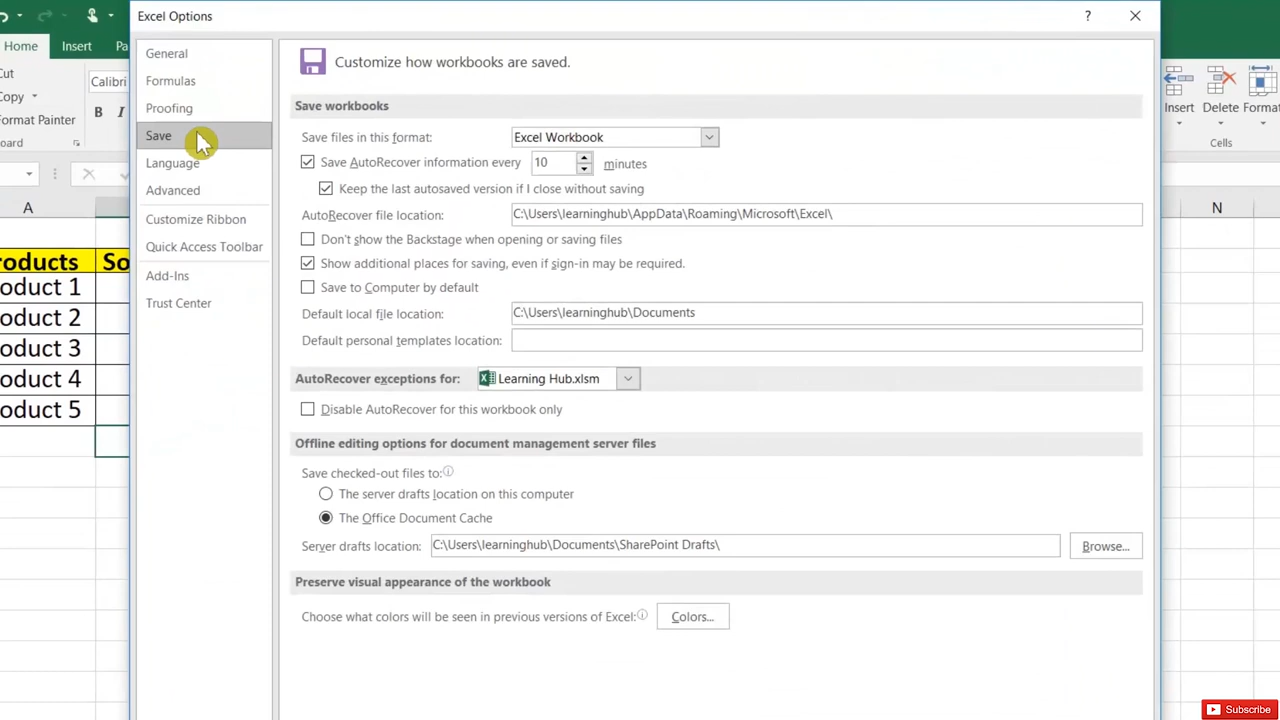 Excel Options
?
Home
Insert
Pa
Cut
Copy
Format Painter
Calibri
B
I
Insert
Delete
Format
Cells
A
N
Products
So
Product 1
Product 2
Product 3
Product 4
Product 5
General
Formulas
Proofing
Save
Language
Advanced
Customize Ribbon
Quick Access Toolbar
Add-Ins
Trust Center
Customize how workbooks are saved.
Save workbooks
Save files in this format: Excel Workbook
Save AutoRecover information every 10 minutes
Keep the last autosaved version if I close without saving
AutoRecover file location: C:\Users\learninghub\AppData\Roaming\Microsoft\Excel\
Don't show the Backstage when opening or saving files
Show additional places for saving, even if sign-in may be required.
Save to Computer by default
Default local file location: C:\Users\learninghub\Documents
Default personal templates location:
AutoRecover exceptions for: Learning Hub.xlsm
Disable AutoRecover for this workbook only
Offline editing options for document management server files
Save checked-out files to:
The server drafts location on this computer
The Office Document Cache
Server drafts location: C:\Users\learninghub\Documents\SharePoint Drafts\ Browse...
Preserve visual appearance of the workbook
Choose what colors will be seen in previous versions of Excel: Colors...
Subscribe